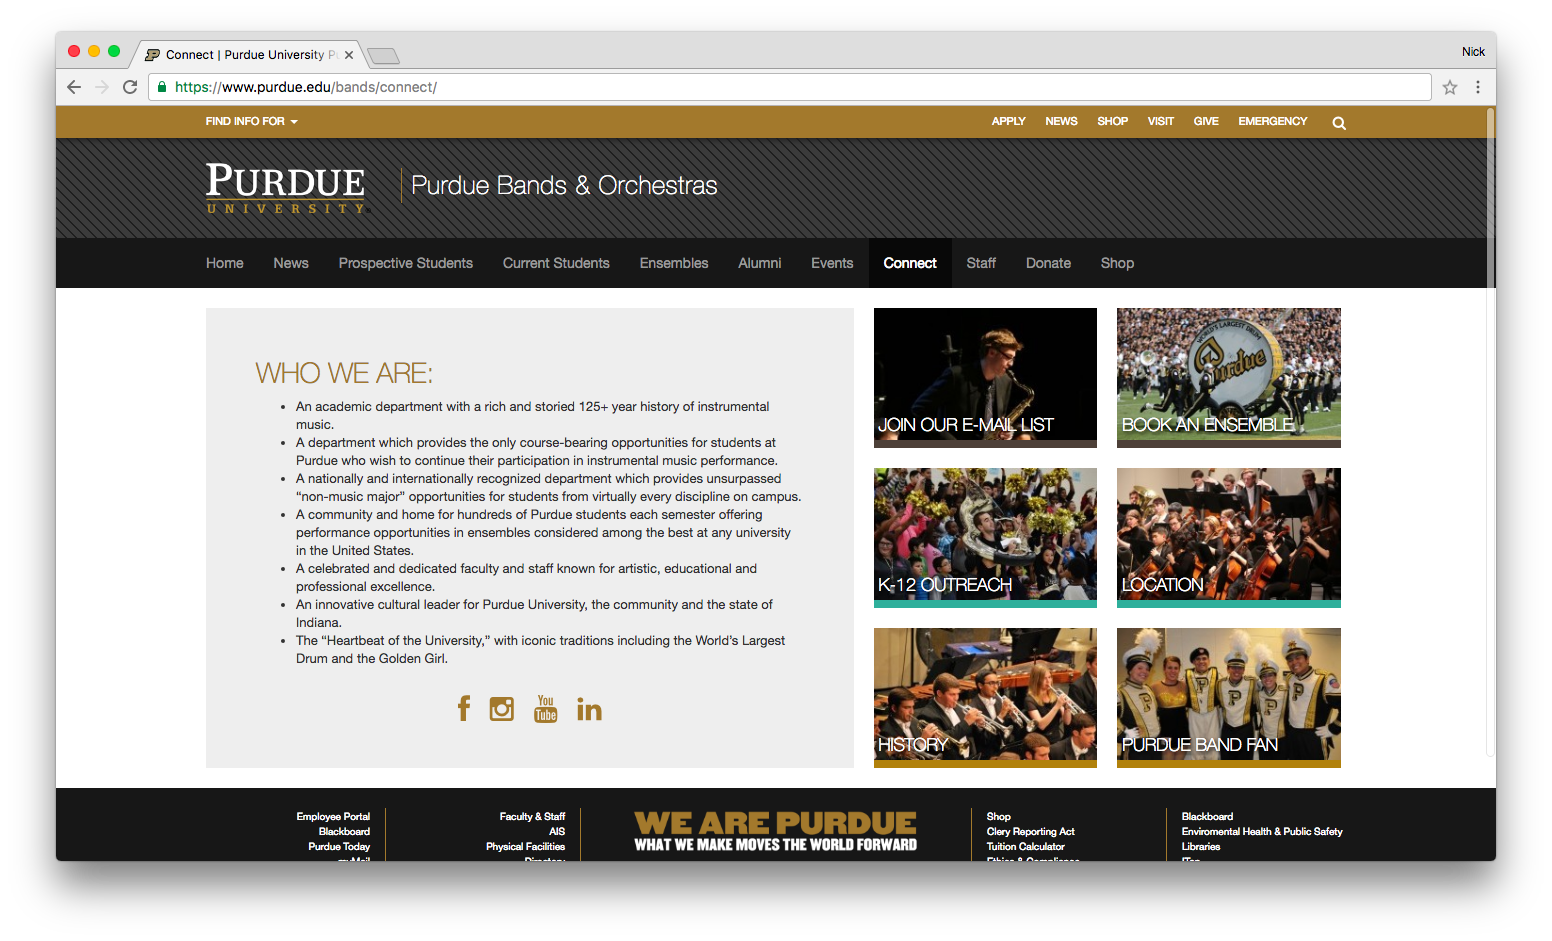 Connect | Purdue University Pu
Nick
https://www.purdue.edu/bands/connect/
FIND INFO FOR
APPLY NEWS SHOP VISIT GIVE EMERGENCY
PURDUE
UNIVERSITY
Purdue Bands & Orchestras
Home News Prospective Students Current Students Ensembles Alumni Events Connect Staff Donate Shop
WHO WE ARE:
• An academic department with a rich and storied 125+ year history of instrumental
music.
• A department which provides the only course-bearing opportunities for students at
Purdue who wish to continue their participation in instrumental music performance.
• A nationally and internationally recognized department which provides unsurpassed
“non-music major” opportunities for students from virtually every discipline on campus.
• A community and home for hundreds of Purdue students each semester offering
performance opportunities in ensembles considered among the best at any university
in the United States.
• A celebrated and dedicated faculty and staff known for artistic, educational and
professional excellence.
• An innovative cultural leader for Purdue University, the community and the state of
Indiana.
• The “Heartbeat of the University,” with iconic traditions including the World’s Largest
Drum and the Golden Girl.
You
Tube
in
JOIN OUR E-MAIL LIST
WORLD'S LARGEST DRUM
Purdue
BOOK AN ENSEMBLE
K-12 OUTREACH
LOCATION
HISTORY
PURDUE BAND FAN
Employee Portal
Blackboard
Purdue Today
myMail
Faculty & Staff
AIS
Physical Facilities
Directory
WE ARE PURDUE
WHAT WE MAKE MOVES THE WORLD FORWARD
Shop
Clery Reporting Act
Tuition Calculator
Ethics & Compliance
Blackboard
Enviromental Health & Public Safety
Libraries